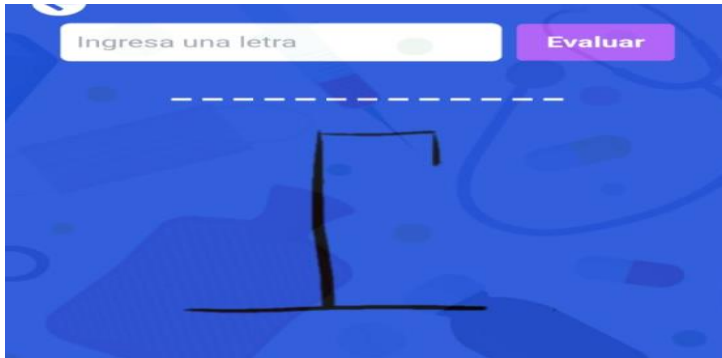 Ingresa una letra
Evaluar
_ _ _ _ _ _ _ _ _ _ _ _ _